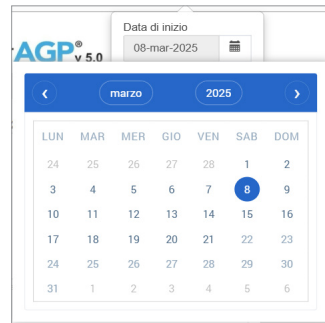 Data di inizio
AGP® v 5.0
08-mar-2025
marzo 2025
LUN MAR MER GIO VEN SAB DOM
24 25 26 27 28 1 2
3 4 5 6 7 8 9
10 11 12 13 14 15 16
17 18 19 20 21 22 23
24 25 26 27 28 29 30
31 1 2 3 4 5 6